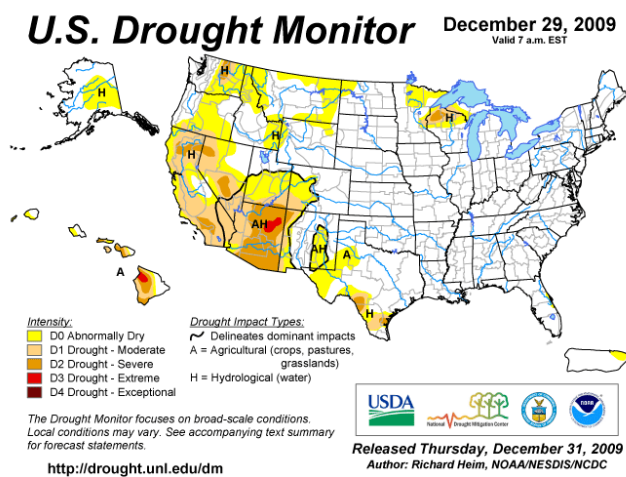 U.S. Drought Monitor
December 29, 2009
Valid 7 a.m. EST
H
H
H
H
H
AH
AH
A
H
A
Intensity:
D0 Abnormally Dry
D1 Drought - Moderate
D2 Drought - Severe
D3 Drought - Extreme
D4 Drought - Exceptional
Drought Impact Types:
Delineates dominant impacts
A = Agricultural (crops, pastures,
grasslands)
H = Hydrological (water)
The Drought Monitor focuses on broad-scale conditions.
Local conditions may vary. See accompanying text summary
for forecast statements.
http://drought.unl.edu/dm
USDA
National Drought Mitigation Center
NOAA
Released Thursday, December 31, 2009
Author: Richard Heim, NOAA/NESDIS/NCDC